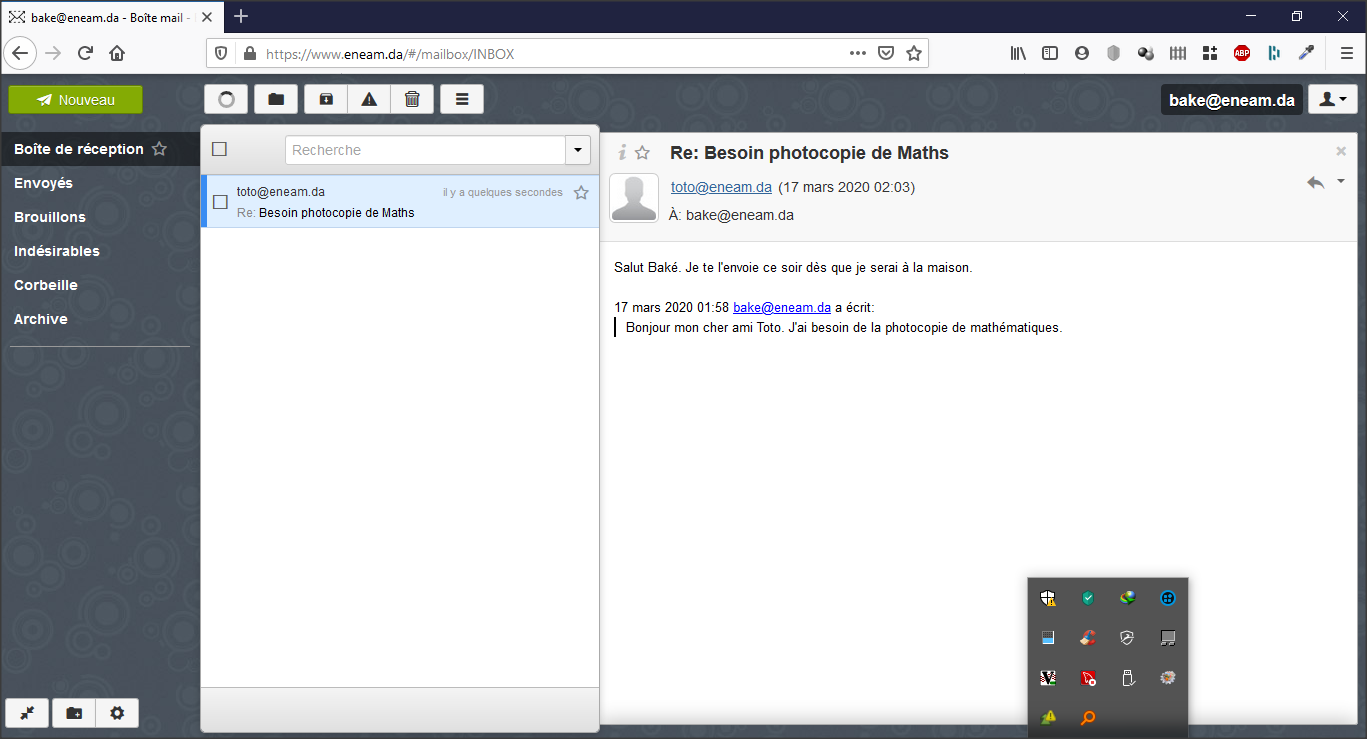 bake@eneam.da - Boîte mail -
https://www.eneam.da/#/mailbox/INBOX
ABP
Nouveau
bake@eneam.da
Boîte de réception
Envoyés
Brouillons
Indésirables
Corbeille
Archive
Recherche
toto@eneam.da il y a quelques secondes
Re: Besoin photocopie de Maths
Re: Besoin photocopie de Maths
toto@eneam.da (17 mars 2020 02:03)
À: bake@eneam.da
Salut Baké. Je te l'envoie ce soir dès que je serai à la maison.
17 mars 2020 01:58 bake@eneam.da a écrit:
Bonjour mon cher ami Toto. J'ai besoin de la photocopie de mathématiques.